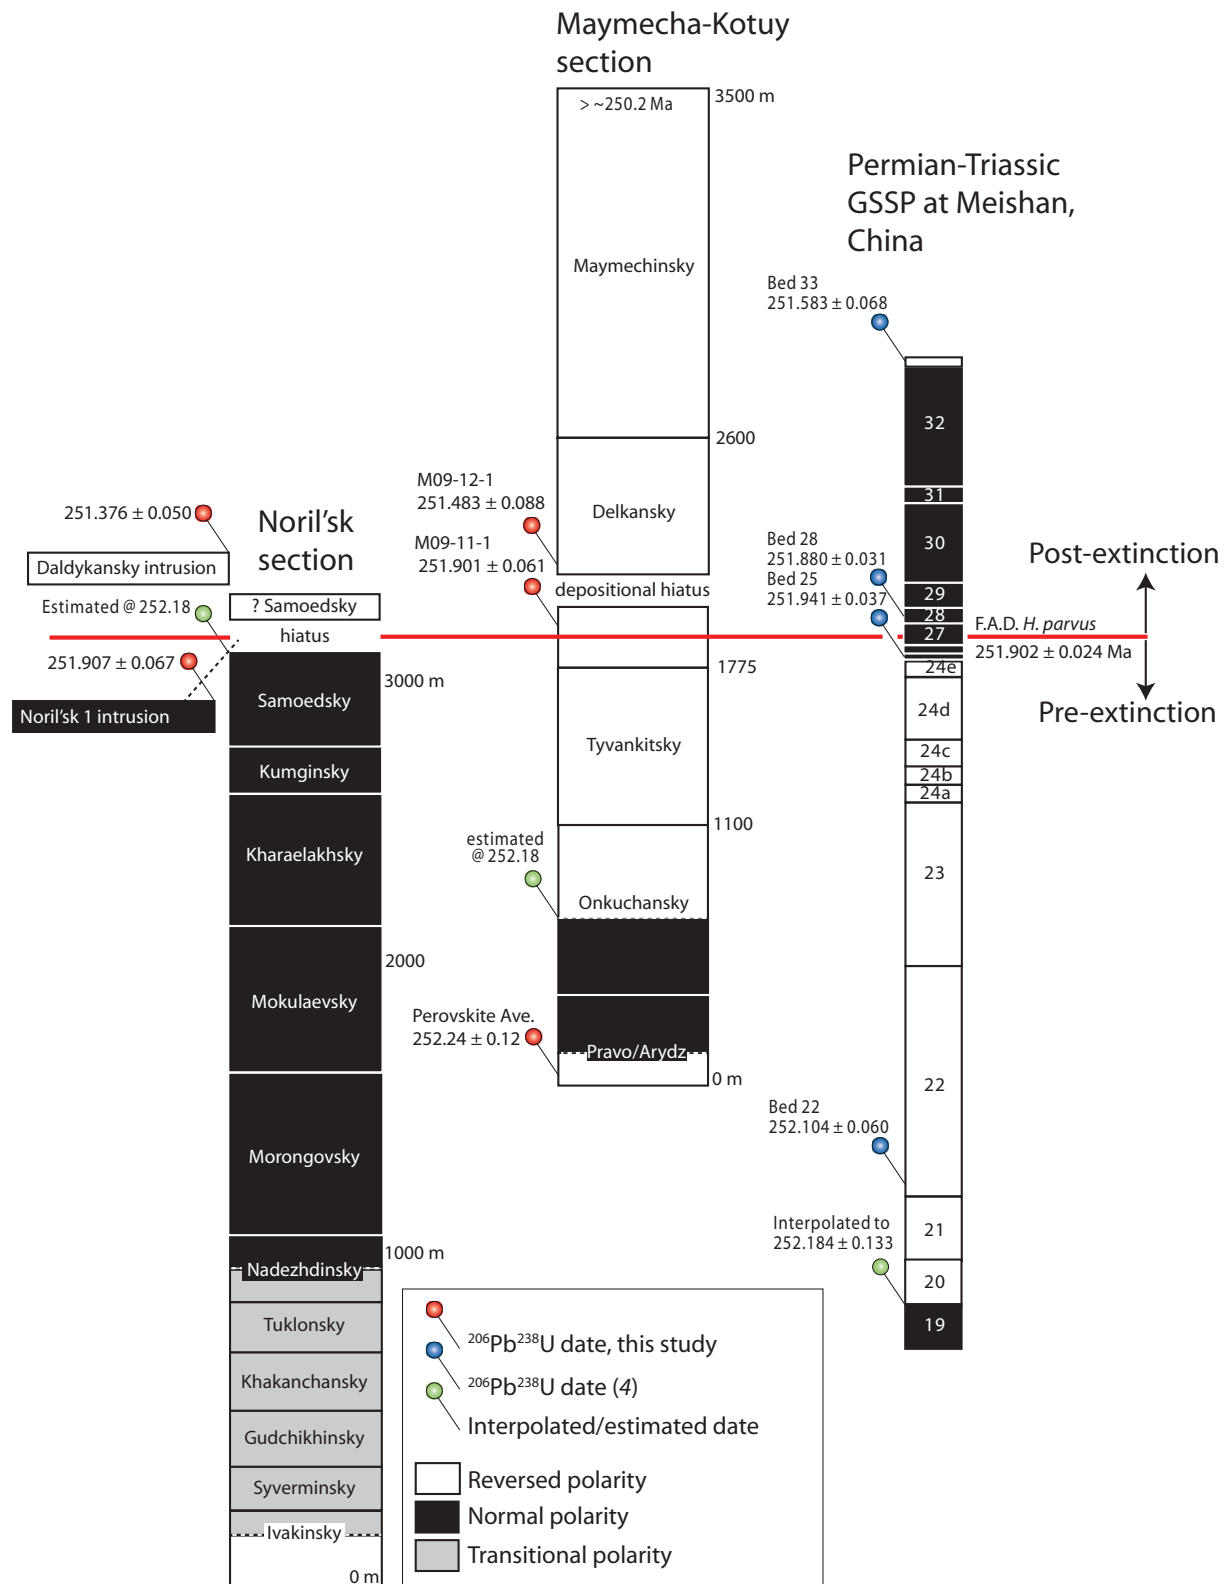 Maymecha-Kotuy
section
> ~250.2 Ma
3500 m
Maymechinsky
2600
Delkansky
M09-12-1
251.483 ± 0.088
M09-11-1
251.901 ± 0.061
depositional hiatus
1775
Tyvankitsky
1100
estimated
@ 252.18
Onkuchansky
Perovskite Ave.
252.24 ± 0.12
Pravo/Arydz
0 m
Noril'sk
section
251.376 ± 0.050
Daldykansky intrusion
Estimated @ 252.18
? Samoedsky
hiatus
251.907 ± 0.067
Noril'sk 1 intrusion
3000 m
Samoedsky
Kumginsky
Kharaelakhsky
2000
Mokulaevsky
Morongovsky
1000 m
Nadezhdinsky
Tuklonsky
Khakanchansky
Gudchikhinsky
Syverminsky
Ivakinsky
0 m
Permian-Triassic
GSSP at Meishan,
China
Bed 33
251.583 ± 0.068
32
31
30
Bed 28
251.880 ± 0.031
Bed 25
251.941 ± 0.037
29
28
27
F.A.D. H. parvus
251.902 ± 0.024 Ma
Post-extinction
Pre-extinction
24e
24d
24c
24b
24a
23
22
Bed 22
252.104 ± 0.060
21
Interpolated to
252.184 ± 0.133
20
19
²⁰⁶Pb²³⁸U date, this study
²⁰⁶Pb²³⁸U date (4)
Interpolated/estimated date
Reversed polarity
Normal polarity
Transitional polarity